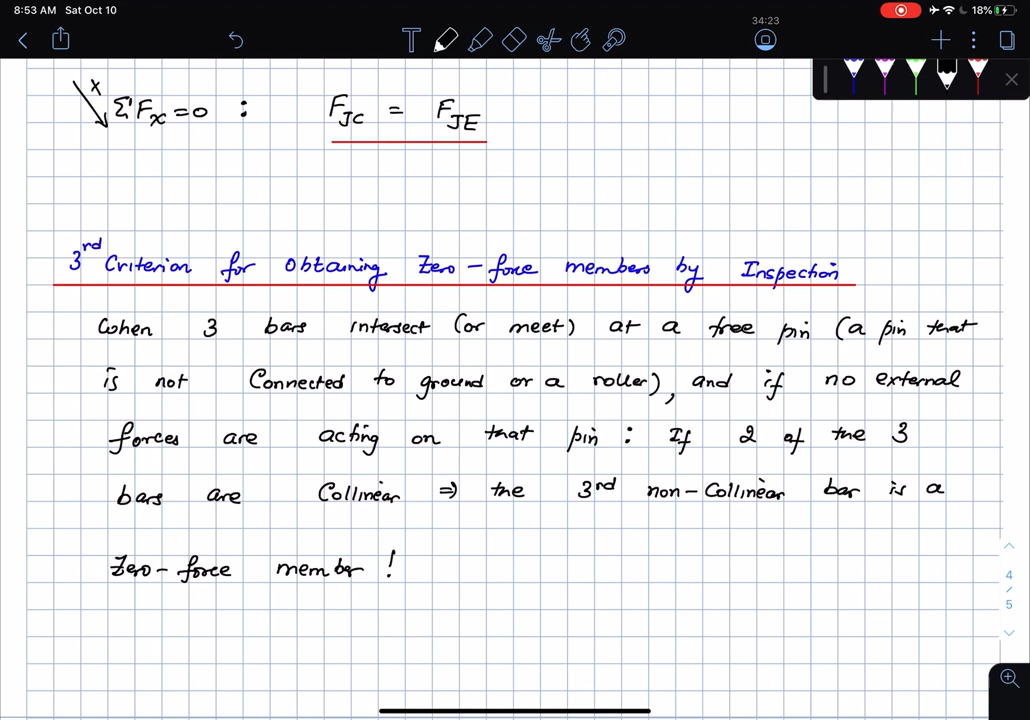 8:53 AM Sat Oct 10
34:23
18%
x
ΣFx=0 : F_JC = F_JE
3rd Criterion for Obtaining Zero-force members by Inspection
When 3 bars intersect (or meet) at a free pin (a pin that
is not Connected to ground or a roller), and if no external
forces are acting on that pin : If 2 of the 3
bars are Collinear ⇒ the 3rd non-Collinear bar is a
Zero-force member !
4
/
5